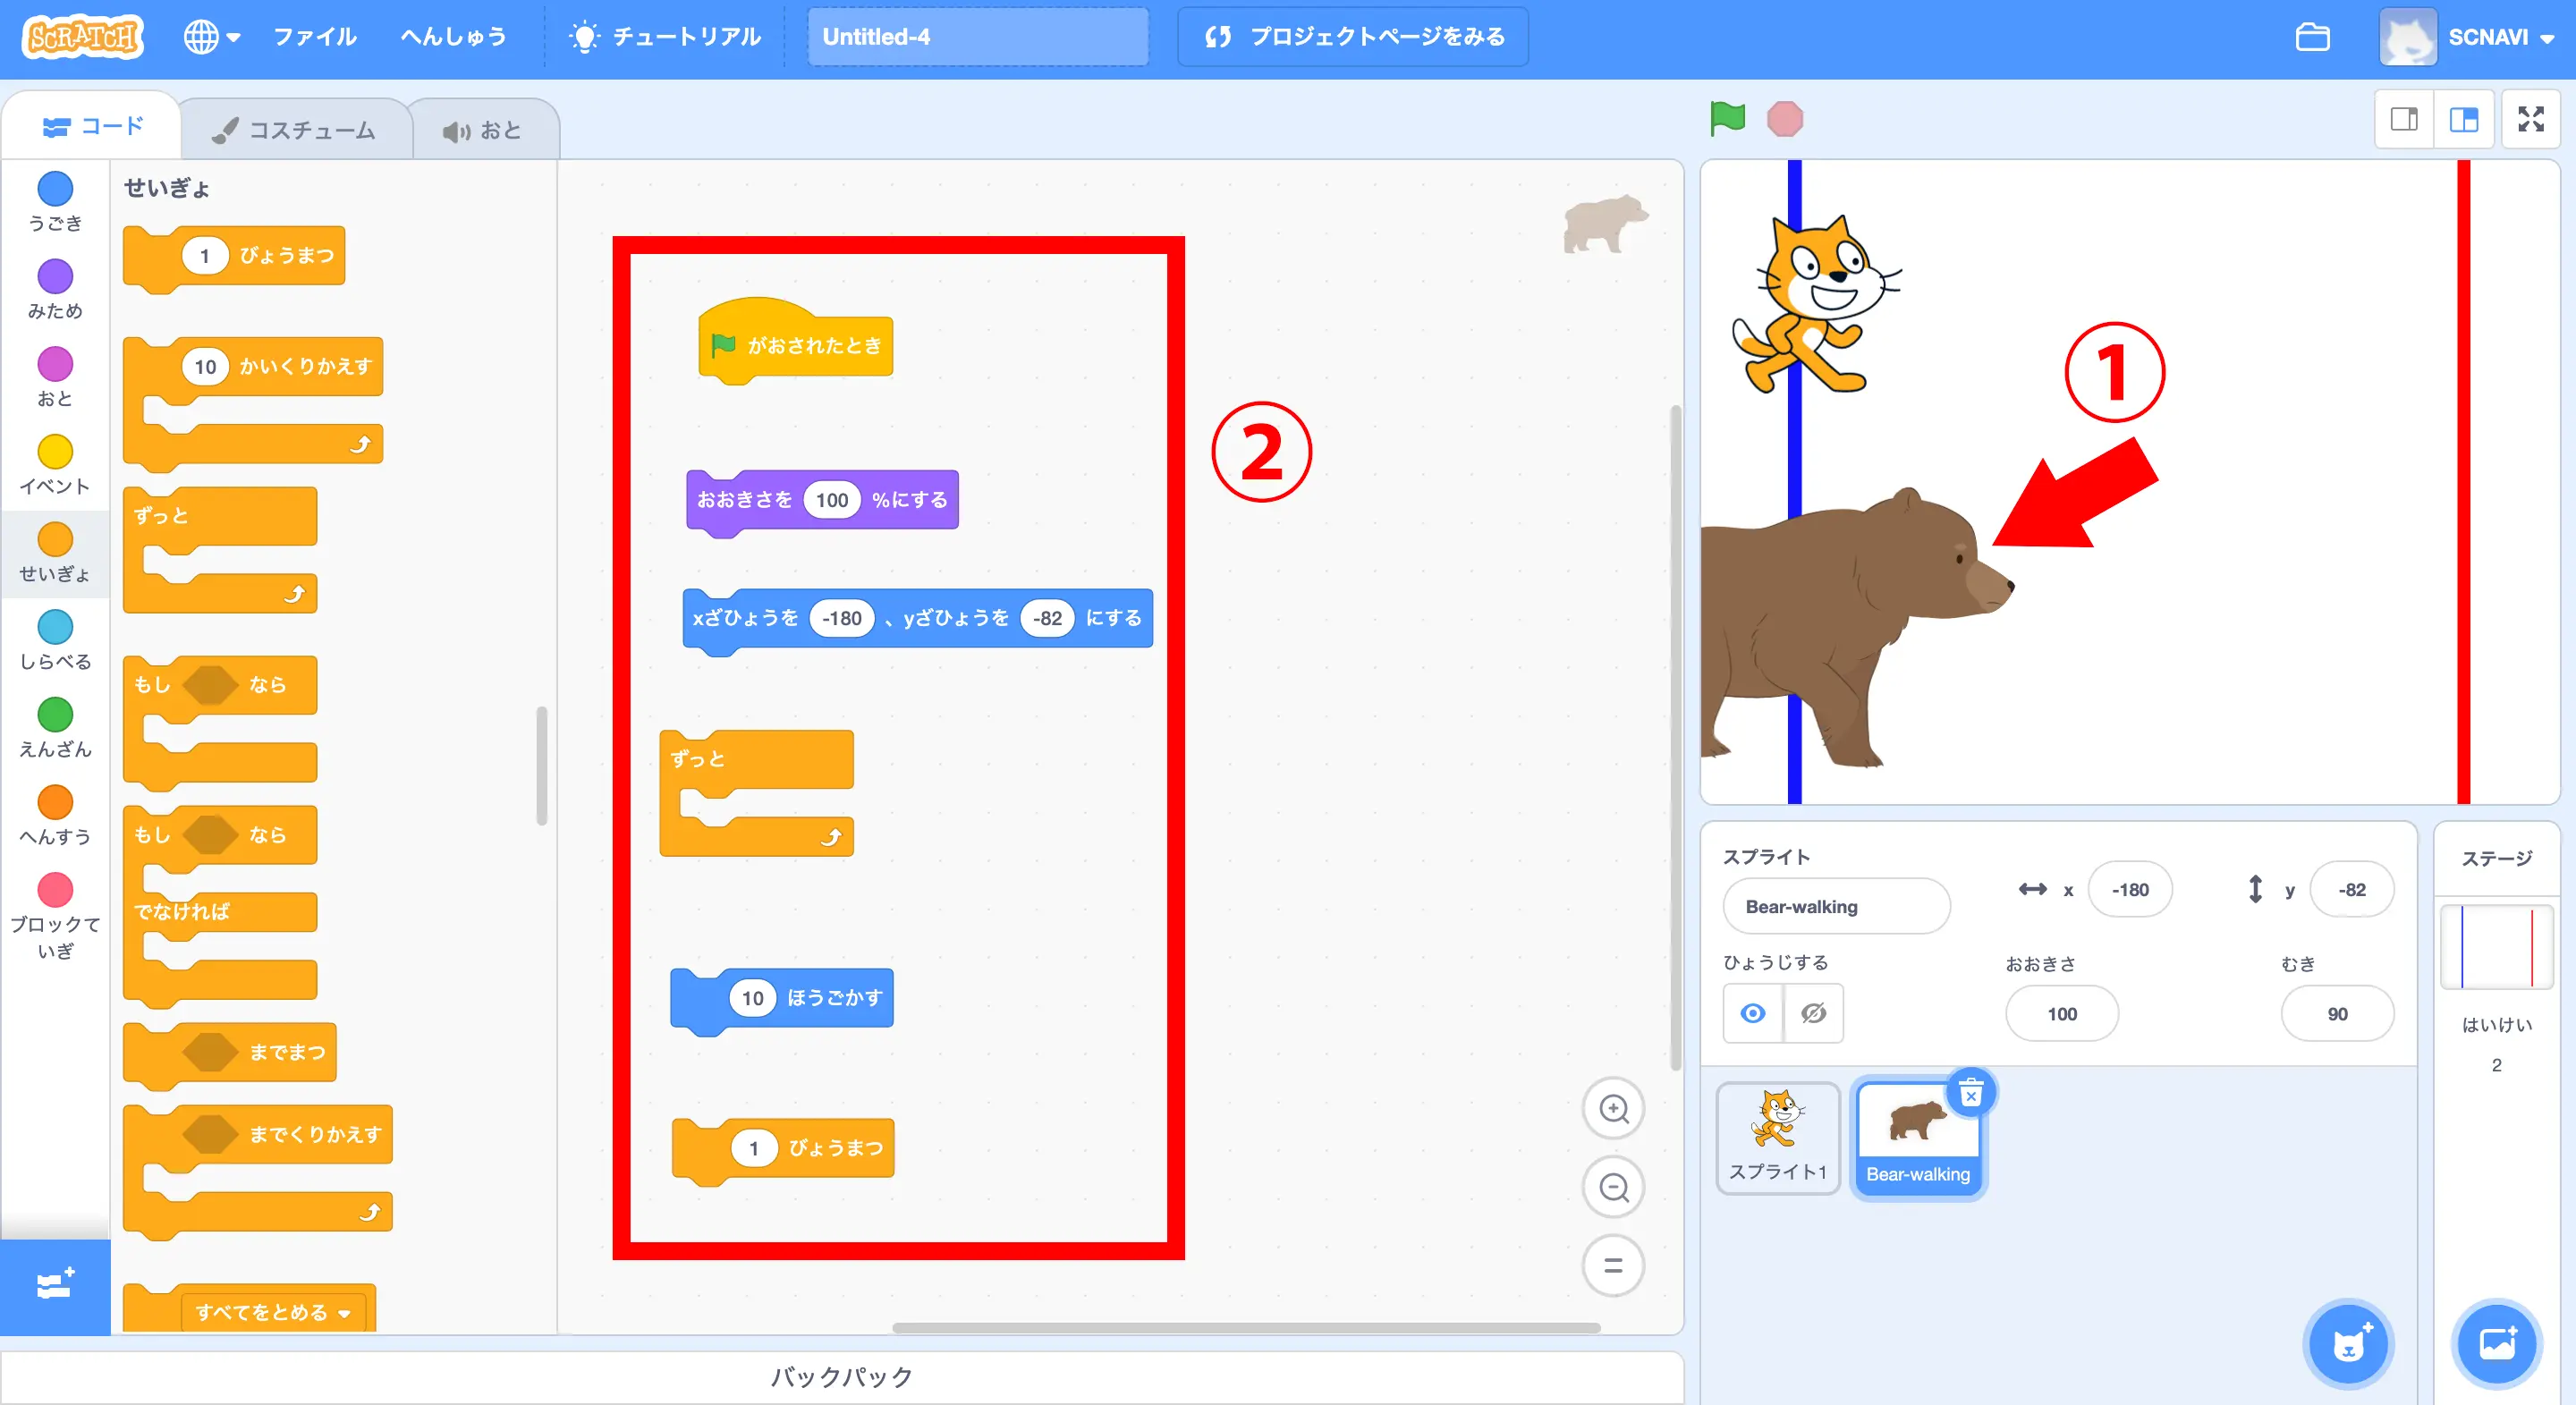 SCRATCH
ファイル
へんしゅう
チュートリアル
Untitled-4
プロジェクトページをみる
SCNAVI
コード
コスチューム
おと
うごき
みため
おと
イベント
せいぎょ
しらべる
えんざん
へんすう
ブロックて
いぎ
せいぎょ
1 びょうまつ
10 かいくりかえす
ずっと
もし なら
もし なら
でなければ
までまつ
までくりかえす
すべてをとめる
がおされたとき
おおきさを 100 %にする
xざひょうを -180 、yざひょうを -82 にする
ずっと
10 ほうごかす
1 びょうまつ
②
①
スプライト
Bear-walking
x -180
y -82
ひょうじする
おおきさ
100
むき
90
スプライト1
Bear-walking
ステージ
はいけい
2
バックパック